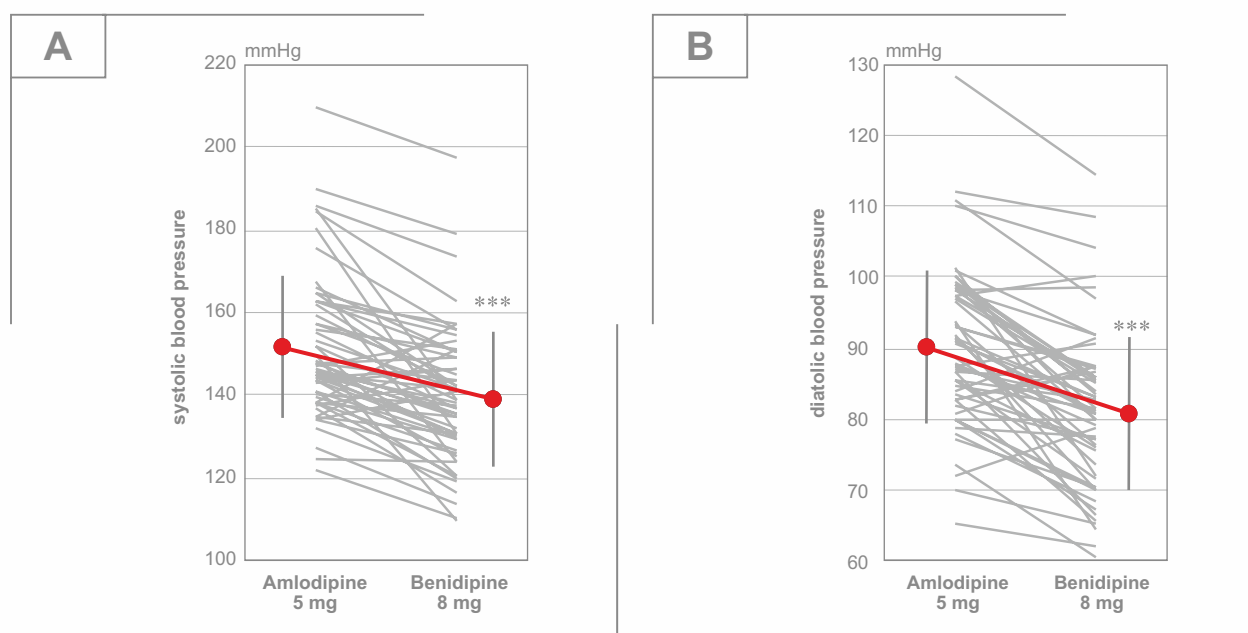 A
mmHg
220
200
180
160
140
120
100
systolic blood pressure
***
Amlodipine
5 mg
Benidipine
8 mg
B
mmHg
130
120
110
100
90
80
70
60
diatolic blood pressure
***
Amlodipine
5 mg
Benidipine
8 mg